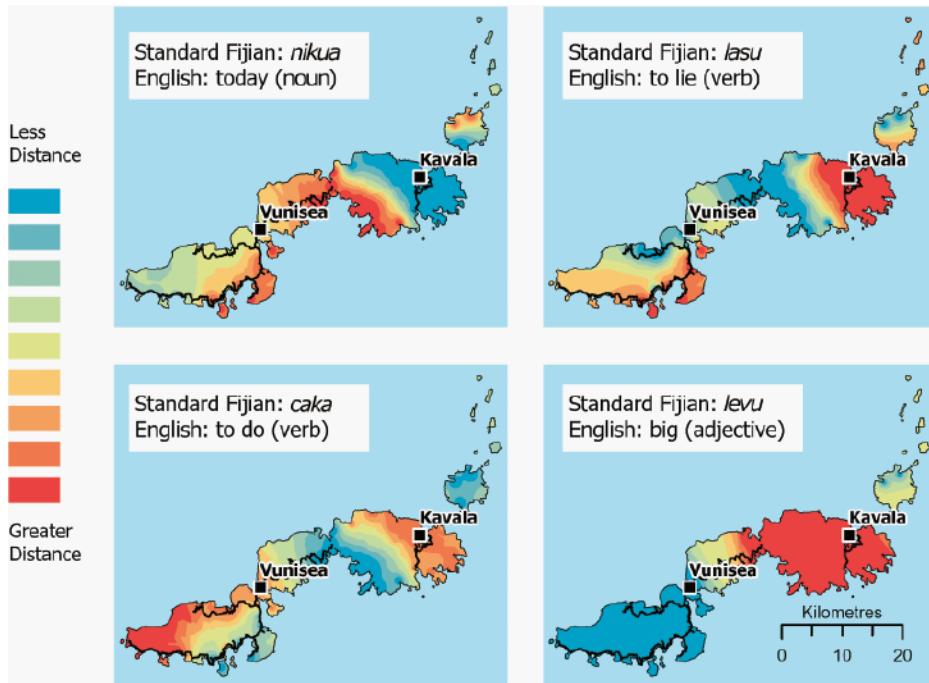 Standard Fijian: nikua
English: today (noun)
Kavala
Vunisea
Standard Fijian: lasu
English: to lie (verb)
Kavala
Vunisea
Less
Distance
Greater
Distance
Standard Fijian: caka
English: to do (verb)
Kavala
Vunisea
Standard Fijian: levu
English: big (adjective)
Kavala
Vunisea
Kilometres
0 10 20